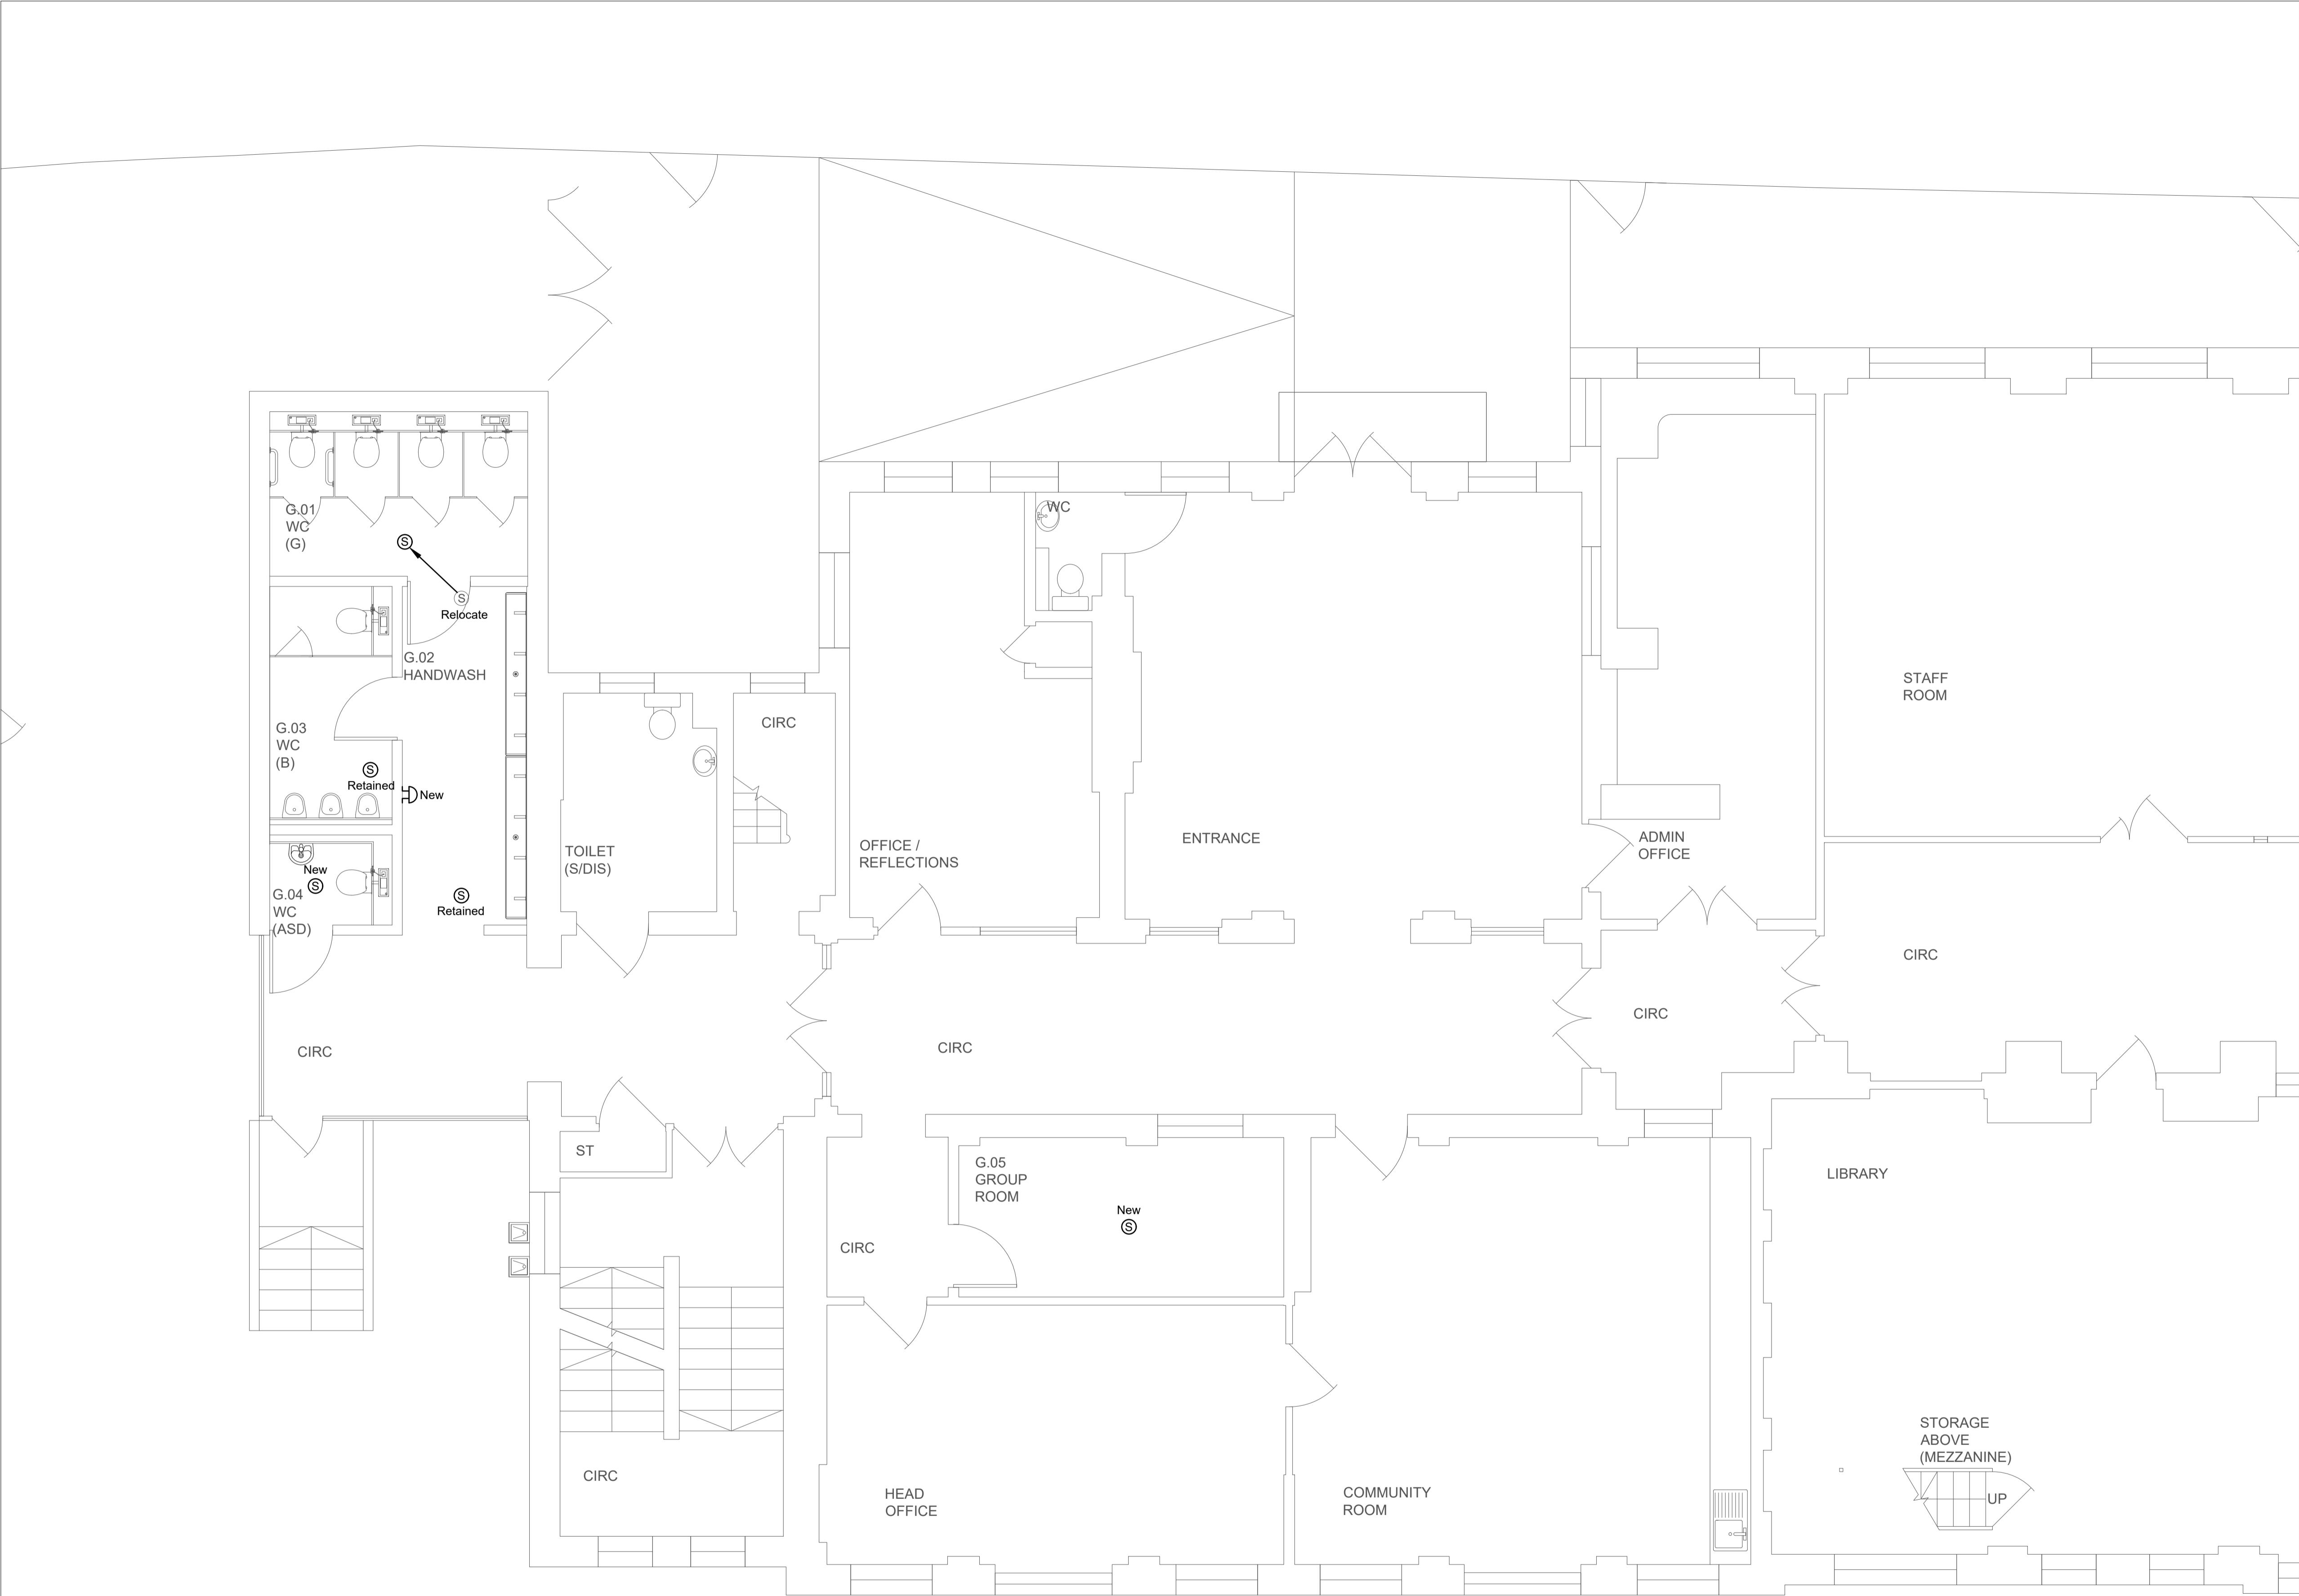 WC
G.01
WC
(G)
S
S
Relocate
G.02
HANDWASH
STAFF
ROOM
CIRC
G.03
WC
(B)
S
Retained
New
ENTRANCE
ADMIN
OFFICE
OFFICE /
REFLECTIONS
TOILET
(S/DIS)
New
S
G.04
WC
(ASD)
S
Retained
CIRC
CIRC
CIRC
CIRC
ST
G.05
GROUP
ROOM
LIBRARY
New
S
CIRC
STORAGE
ABOVE
(MEZZANINE)
UP
CIRC
HEAD
OFFICE
COMMUNITY
ROOM